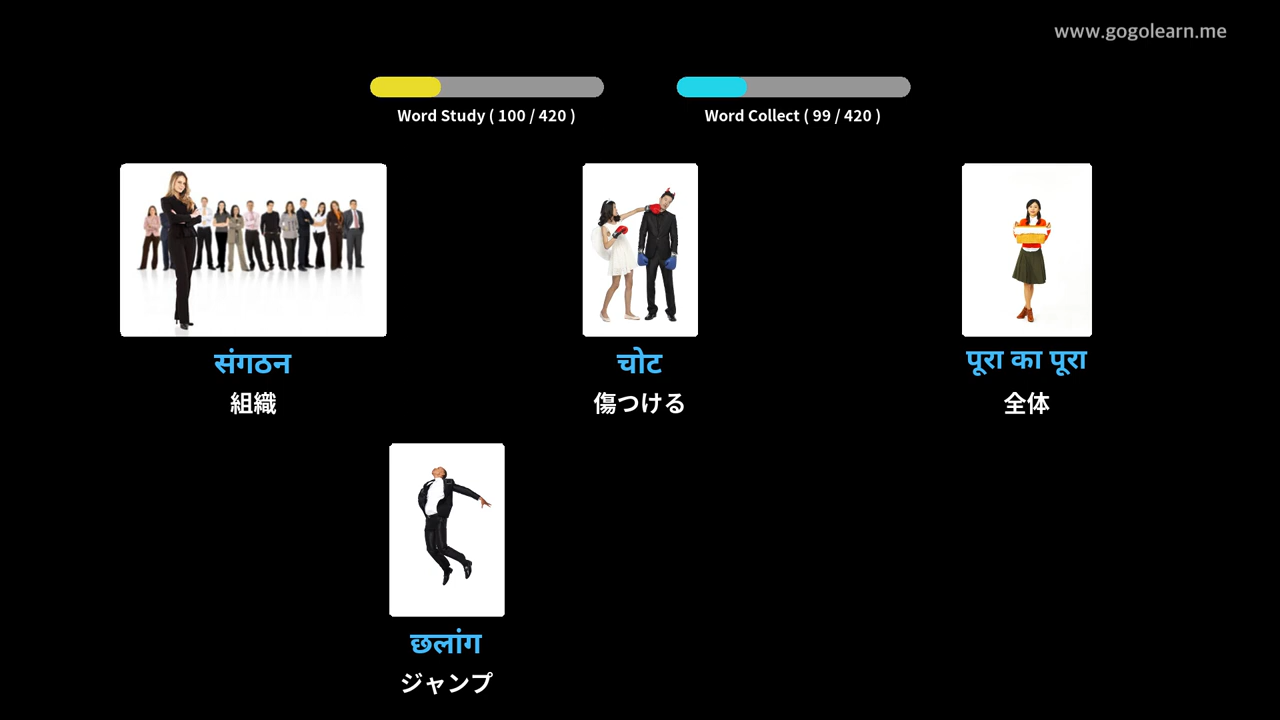 www.gogolearn.me
Word Study ( 100 / 420 )
Word Collect ( 99 / 420 )
संगठन
चोट
पूरा का पूरा
組織
傷つける
全体
छलांग
ジャンプ